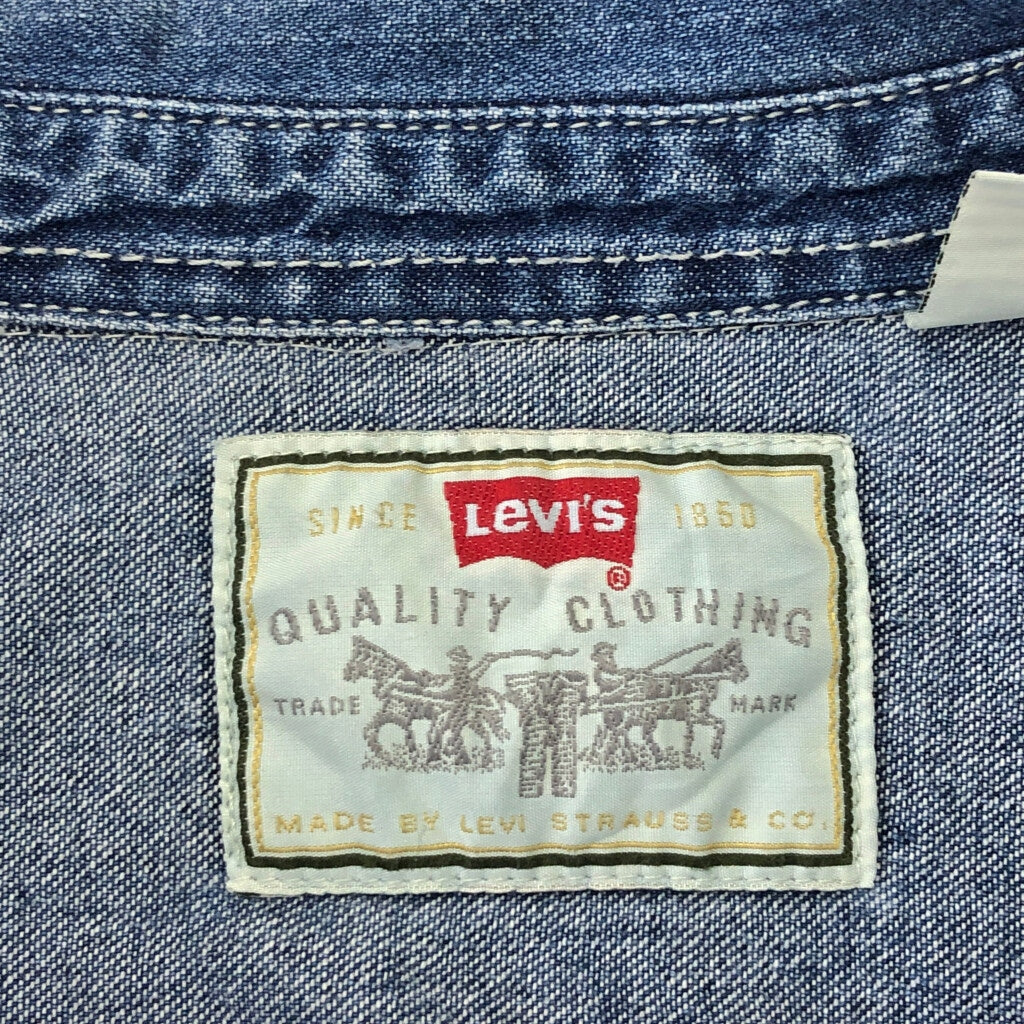 SINCE LEVI'S 1850
®
QUALITY CLOTHING
TRADE MARK
MADE BY LEVI STRAUSS & CO.